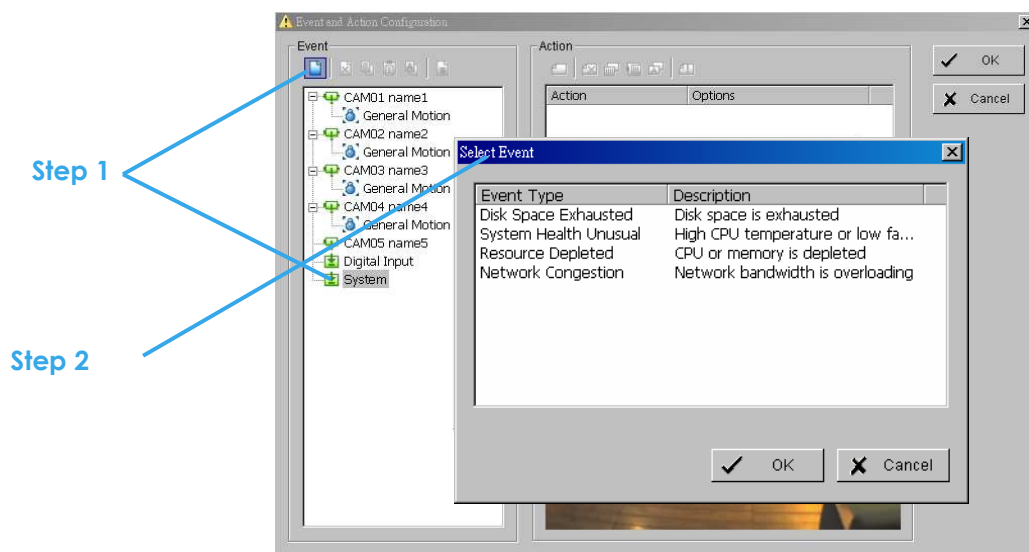 Event and Action Configuration
Event
Action
OK
Cancel
Action Options
CAM01 name1
General Motion
CAM02 name2
General Motion
CAM03 name3
General Motion
CAM04 name4
General Motion
CAM05 name5
Digital Input
System
Step 1
Step 2
Select Event
Event Type Description
Disk Space Exhausted Disk space is exhausted
System Health Unusual High CPU temperature or low fa...
Resource Depleted CPU or memory is depleted
Network Congestion Network bandwidth is overloading
OK
Cancel